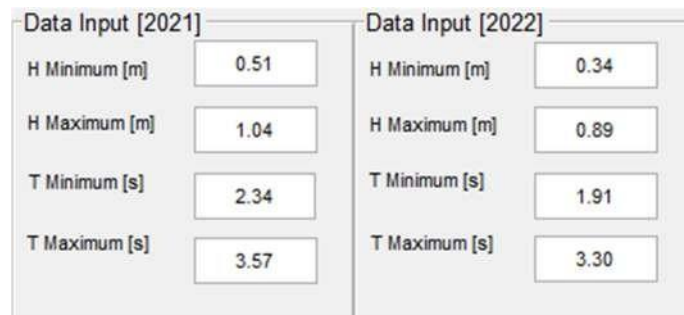 Data Input [2021]
H Minimum [m] 0.51
H Maximum [m] 1.04
T Minimum [s] 2.34
T Maximum [s] 3.57
Data Input [2022]
H Minimum [m] 0.34
H Maximum [m] 0.89
T Minimum [s] 1.91
T Maximum [s] 3.30